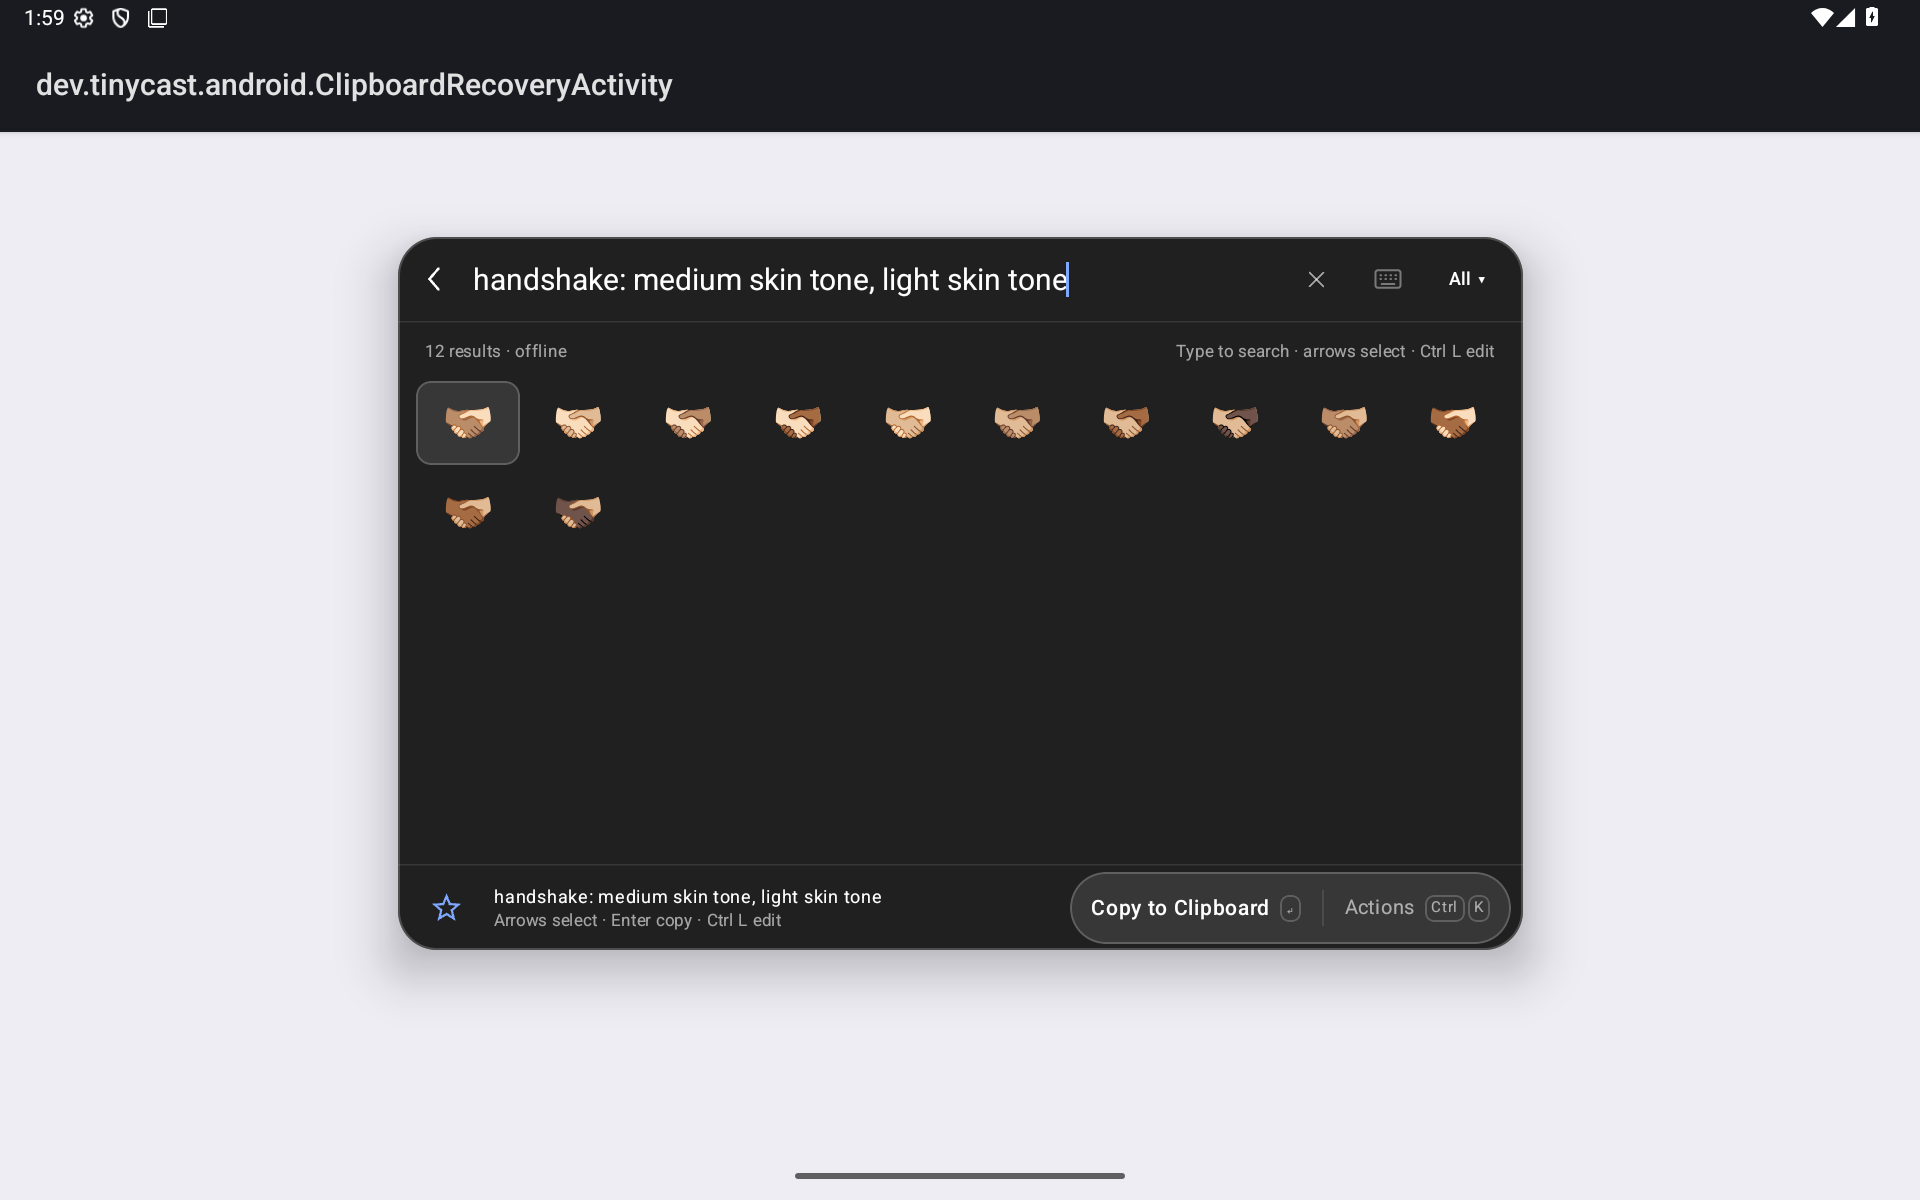 1:59
dev.tinycast.android.ClipboardRecoveryActivity
handshake: medium skin tone, light skin tone
All ▾
12 results · offline
Type to search · arrows select · Ctrl L edit
handshake: medium skin tone, light skin tone
Arrows select · Enter copy · Ctrl L edit
Copy to Clipboard ↵
Actions Ctrl K